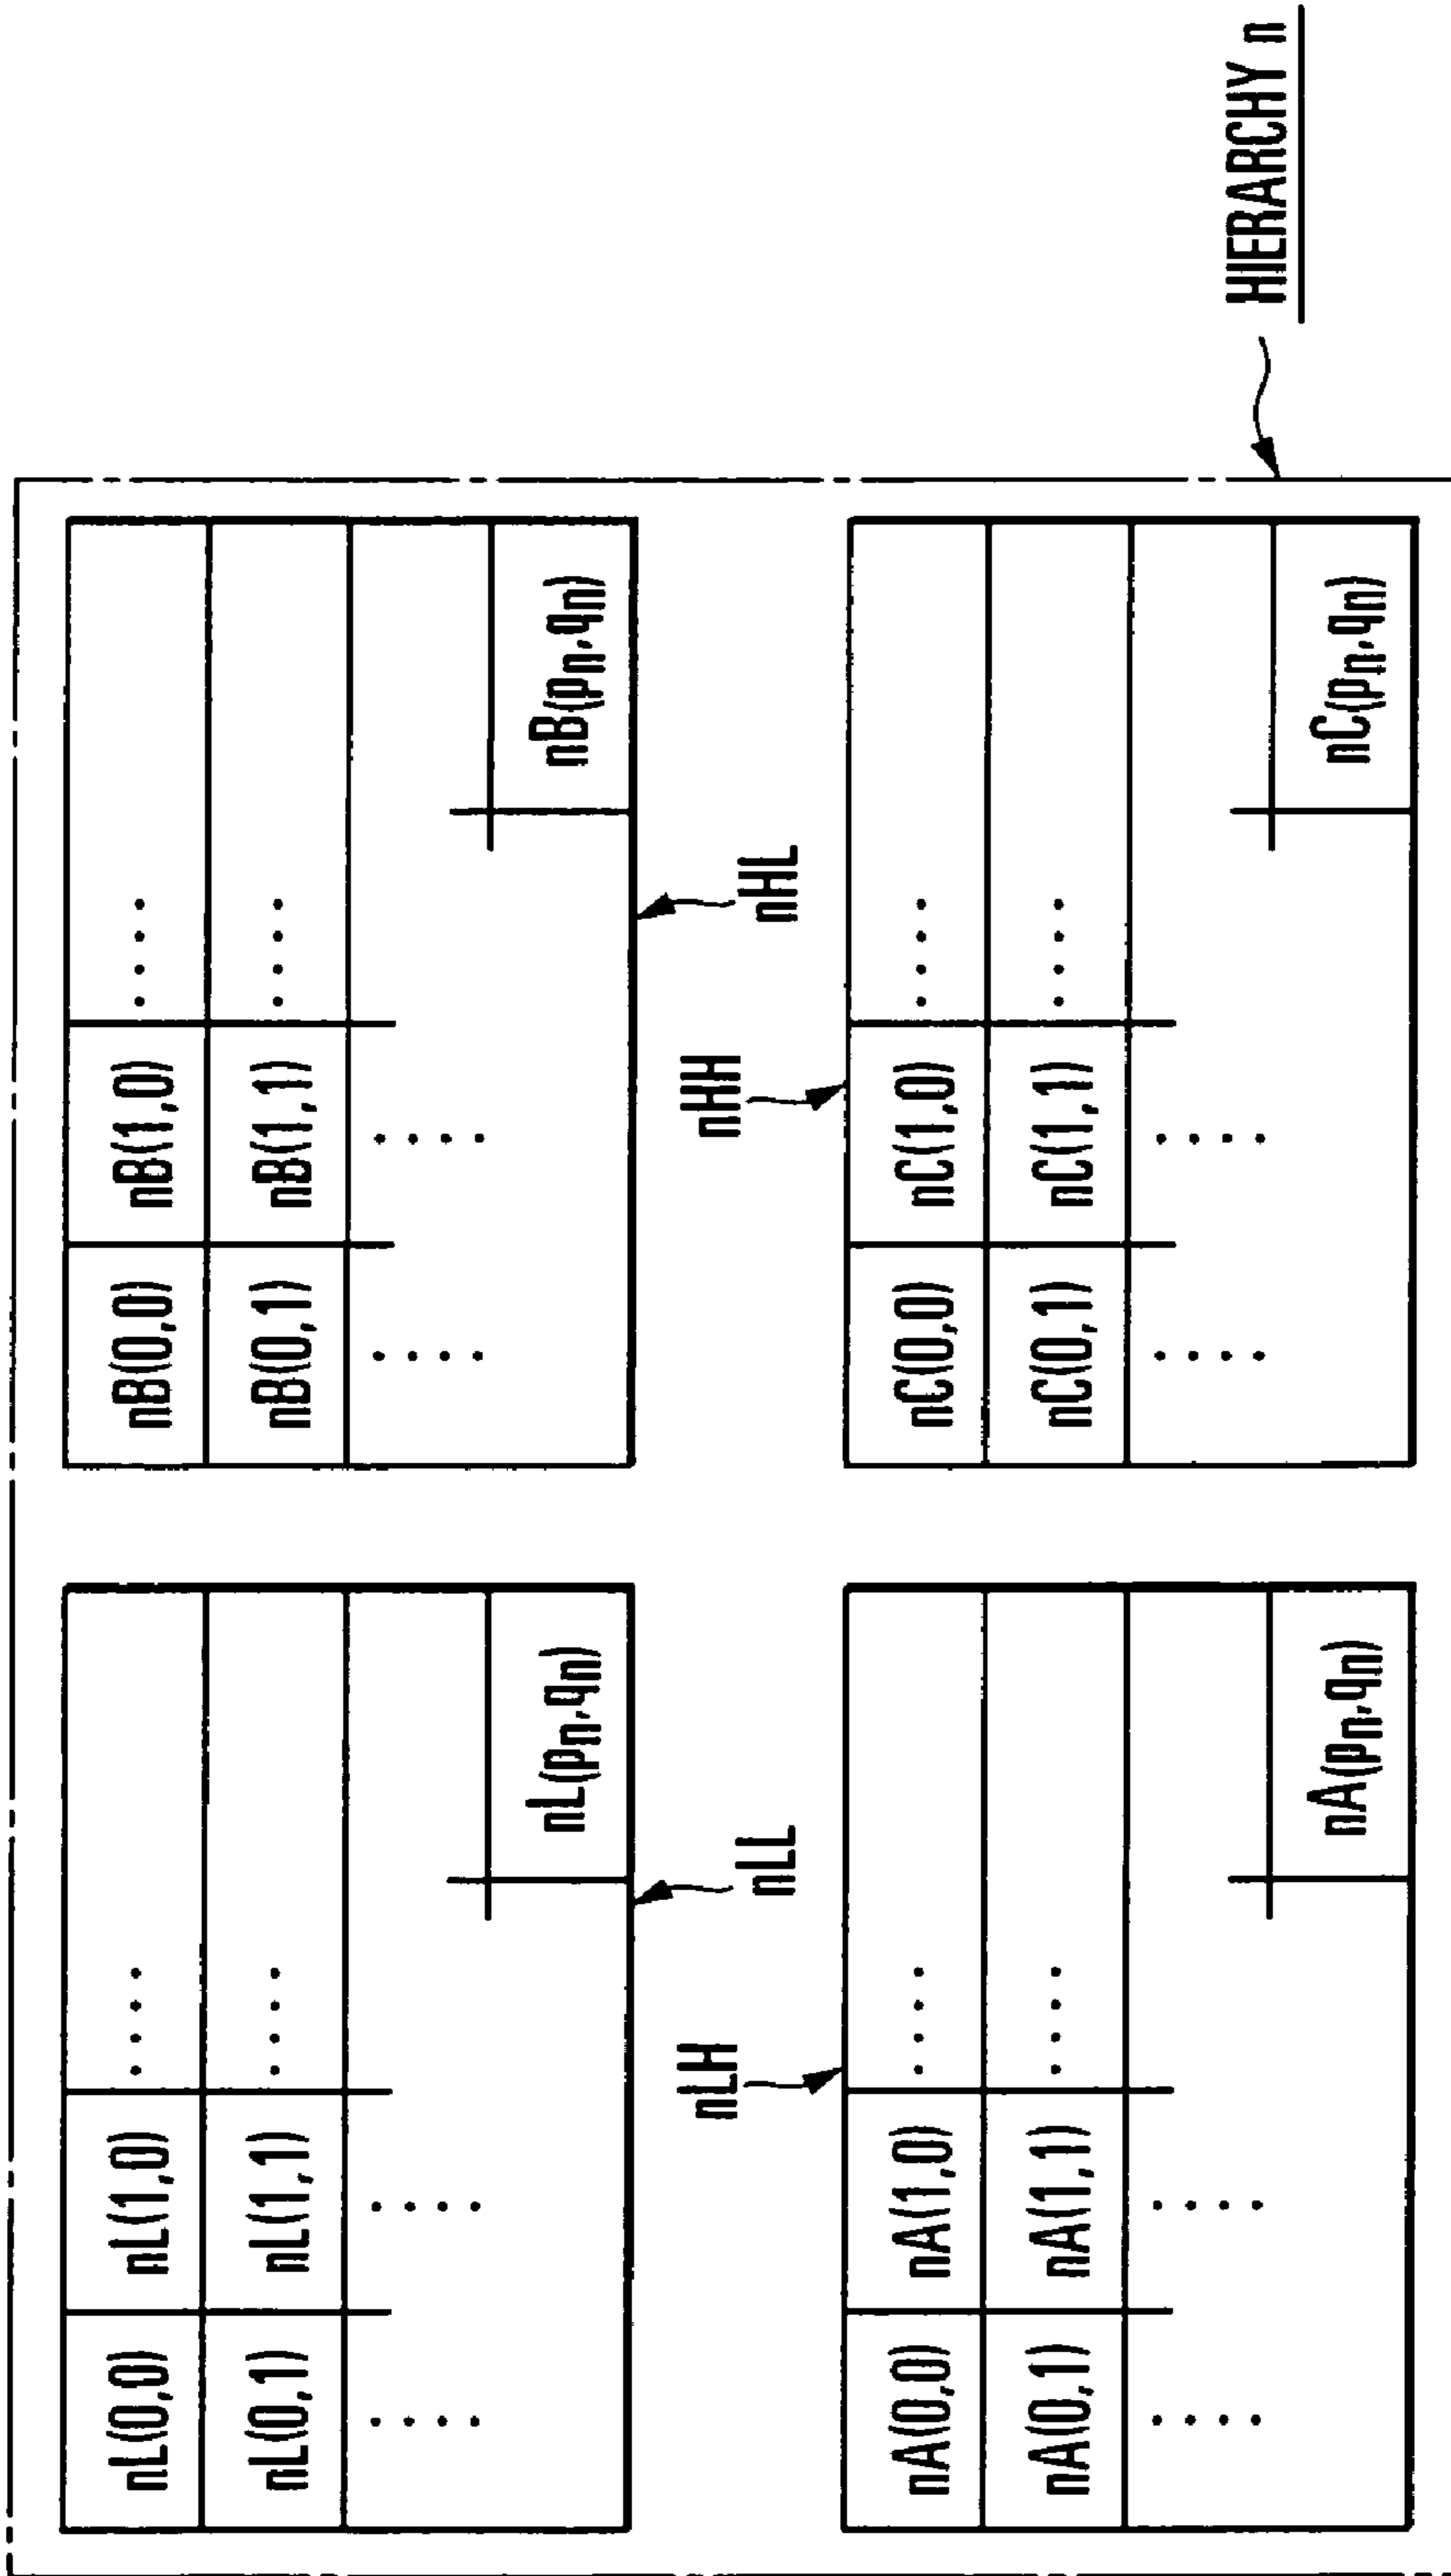 nL(0,0) nL(1,0) ....
nL(0,1) nL(1,1) ....
.... ....
nL(pn,qn)
nB(0,0) nB(1,0) ....
nB(0,1) nB(1,1) ....
.... ....
nB(pn,qn)
nLH
nLL
nHH
nHL
nA(0,0) nA(1,0) ....
nA(0,1) nA(1,1) ....
.... ....
nA(pn,qn)
nC(0,0) nC(1,0) ....
nC(0,1) nC(1,1) ....
.... ....
nC(pn,qn)
HIERARCHY n